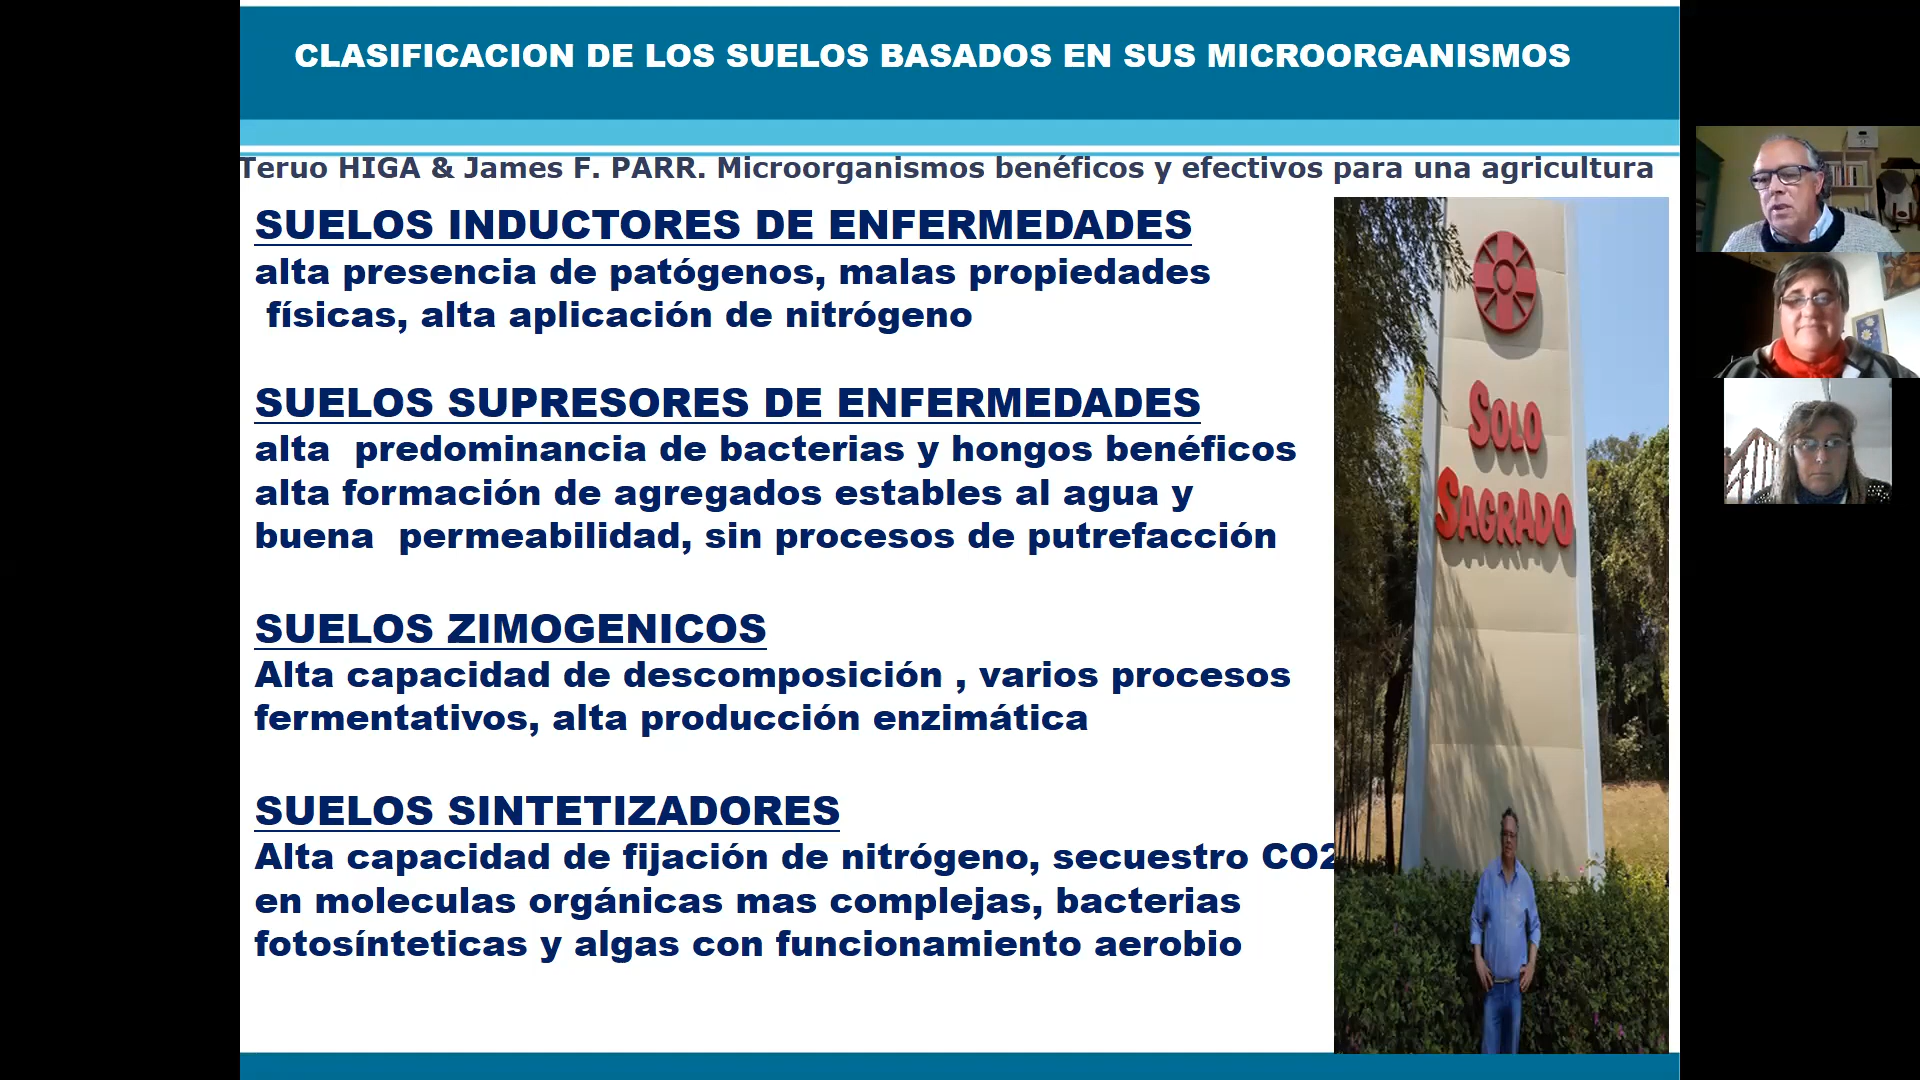 CLASIFICACION DE LOS SUELOS BASADOS EN SUS MICROORGANISMOS
Teruo HIGA & James F. PARR. Microorganismos benéficos y efectivos para una agricultura
SUELOS INDUCTORES DE ENFERMEDADES
alta presencia de patógenos, malas propiedades
físicas, alta aplicación de nitrógeno
SUELOS SUPRESORES DE ENFERMEDADES
alta predominancia de bacterias y hongos benéficos
alta formación de agregados estables al agua y
buena permeabilidad, sin procesos de putrefacción
SUELOS ZIMOGENICOS
Alta capacidad de descomposición , varios procesos
fermentativos, alta producción enzimática
SUELOS SINTETIZADORES
Alta capacidad de fijación de nitrógeno, secuestro CO2
en moleculas orgánicas mas complejas, bacterias
fotosínteticas y algas con funcionamiento aerobio
SOLO
SAGRADO